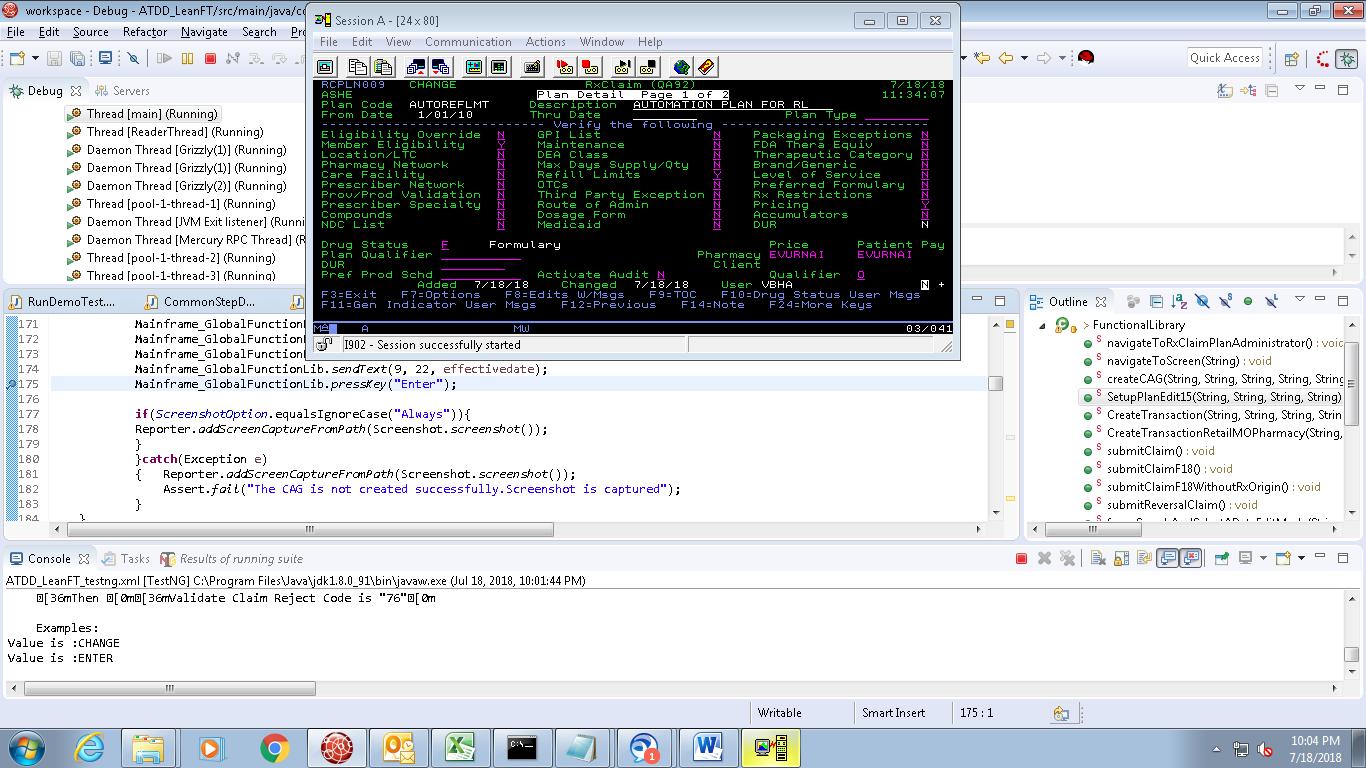 workspace - Debug - ATDD_LeanFT/src/main/java/co
File Edit Source Refactor Navigate Search Pro
Quick Access
Debug Servers
Thread [main] (Running)
Thread [ReaderThread] (Running)
Daemon Thread [Grizzly(1)] (Running)
Daemon Thread [Grizzly(1)] (Running)
Daemon Thread [Grizzly(2)] (Running)
Thread [pool-1-thread-1] (Running)
Daemon Thread [JVM Exit listener] (Runni
Daemon Thread [Mercury RPC Thread] (R
Thread [pool-1-thread-2] (Running)
Thread [pool-1-thread-3] (Running)
Session A - [24 x 80]
File Edit View Communication Actions Window Help
RCPLN009 CHANGE RxClaim (QA92) 7/18/18
ASHE Plan Detail Page 1 of 2 11:34:07
Plan Code AUTOREFLMT Description AUTOMATION PLAN FOR RL
From Date 1/01/10 Thru Date Plan Type
Verify the following
Eligibility Override N GPI List N Packaging Exceptions N
Member Eligibility Y Maintenance N FDA Thera Equiv N
Location/LTC N DEA Class N Therapeutic Category N
Pharmacy Network N Max Days Supply/Qty N Brand/Generic N
Care Facility N Refill Limits Y Level of Service N
Prescriber Network N OTCs N Preferred Formulary N
Prov/Prod Validation N Third Party Exception N Rx Restrictions N
Prescriber Specialty N Route of Admin N Pricing Y
Compounds N Dosage Form N Accumulators N
NDC List N Medicaid N DUR N
Drug Status F Formulary Price Patient Pay
Plan Qualifier Pharmacy EVURNAI EVURNAI
DUR Client
Pref Prod Schd Activate Audit N Qualifier O
Added 7/18/18 Changed 7/18/18 User VBHA N +
F3=Exit F7=Options F8=Edits W/Msgs F9=TOC F10=Drug Status User Msgs
F11=Gen Indicator User Msgs F12=Previous F14=Note F24=More Keys
MA A MW 03/041
I902 - Session successfully started
RunDemoTest.... CommonStepD...
171 Mainframe_GlobalFunctionL
172 Mainframe_GlobalFunctionL
173 Mainframe_GlobalFunctionL
174 Mainframe_GlobalFunctionLib.sendText(9, 22, effectivedate);
175 Mainframe_GlobalFunctionLib.pressKey("Enter");
176
177 if(ScreenshotOption.equalsIgnoreCase("Always")){
178 Reporter.addScreenCaptureFromPath(Screenshot.screenshot());
179 }
180 }catch(Exception e)
181 { Reporter.addScreenCaptureFromPath(Screenshot.screenshot());
182 Assert.fail("The CAG is not created successfully.Screenshot is captured");
183 }
184 }
Outline
> FunctionalLibrary
navigateToRxClaimPlanAdministrator() : voic
navigateToScreen(String) : void
createCAG(String, String, String, String, String
SetupPlanEdit15(String, String, String, String)
CreateTransaction(String, String, String, Strin
CreateTransactionRetailMOPharmacy(String,
submitClaim() : void
submitClaimF18() : void
submitClaimF18WithoutRxOrigin() : void
submitReversalClaim() : void
Console Tasks Results of running suite
ATDD_LeanFT_testng.xml [TestNG] C:\Program Files\Java\jdk1.8.0_91\bin\javaw.exe (Jul 18, 2018, 10:01:44 PM)
[36mThen [0m[36mValidate Claim Reject Code is "76"[0m
Examples:
Value is :CHANGE
Value is :ENTER
Writable Smart Insert 175 : 1
1
10:04 PM
7/18/2018